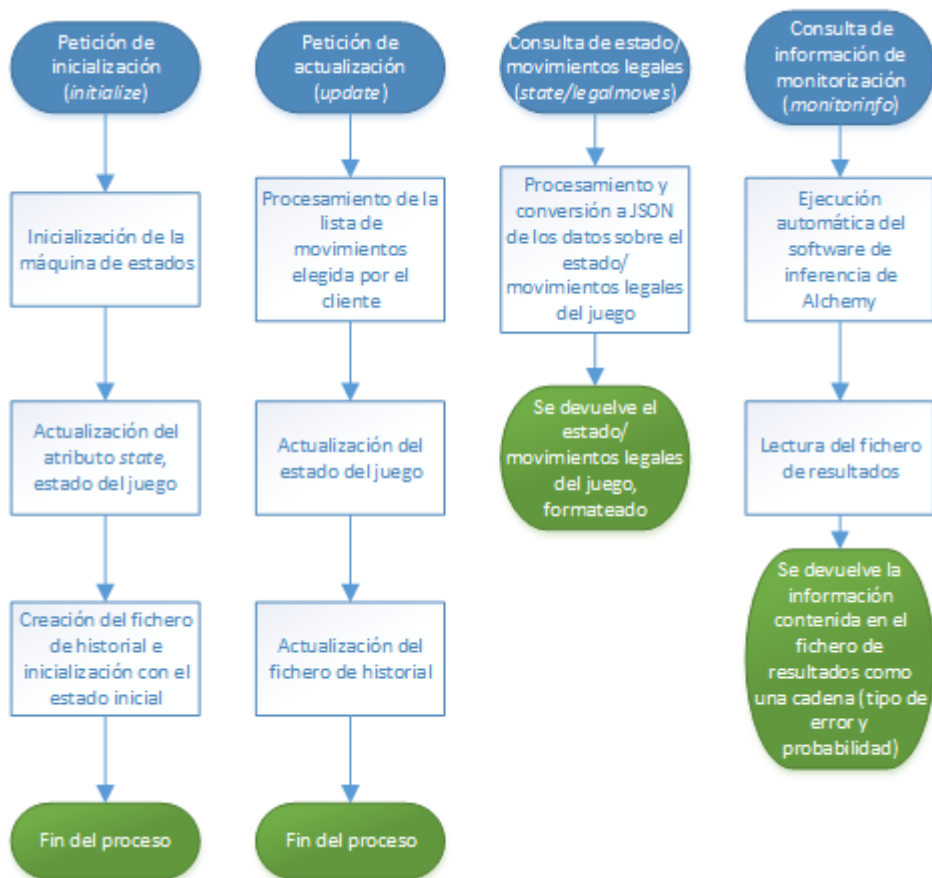 Petición de
inicialización
(initialize)
Inicialización de la
máquina de estados
Actualización del
atributo state,
estado del juego
Creación del fichero
de historial e
inicialización con el
estado inicial
Fin del proceso
Petición de
actualización
(update)
Procesamiento de la
lista de
movimientos
elegida por el
cliente
Actualización del
estado del juego
Actualización del
fichero de historial
Fin del proceso
Consulta de estado/
movimientos legales
(state/legalmoves)
Procesamiento y
conversión a JSON
de los datos sobre el
estado/
movimientos legales
del juego
Se devuelve el
estado/
movimientos legales
del juego,
formateado
Consulta de
información de
monitorización
(monitorinfo)
Ejecución
automática del
software de
inferencia de
Alchemy
Lectura del fichero
de resultados
Se devuelve la
información
contenida en el
fichero de
resultados como
una cadena (tipo de
error y
probabilidad)